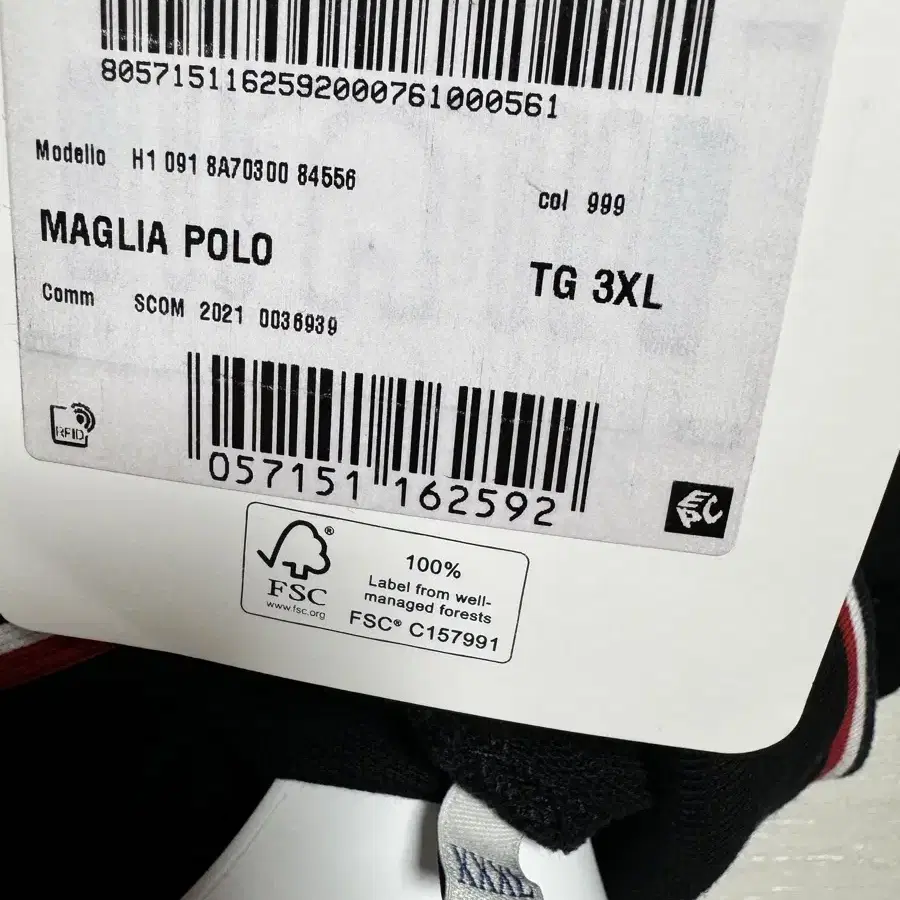 8057151162592000761000561
Modello H1 091 8A70300 84556
col 999
MAGLIA POLO
TG 3XL
Comm SCOM 2021 0036939
RFID
057151 162592
EPC
FSC®
www.fsc.org
100%
Label from well-
managed forests
FSC® C157991
XXXL